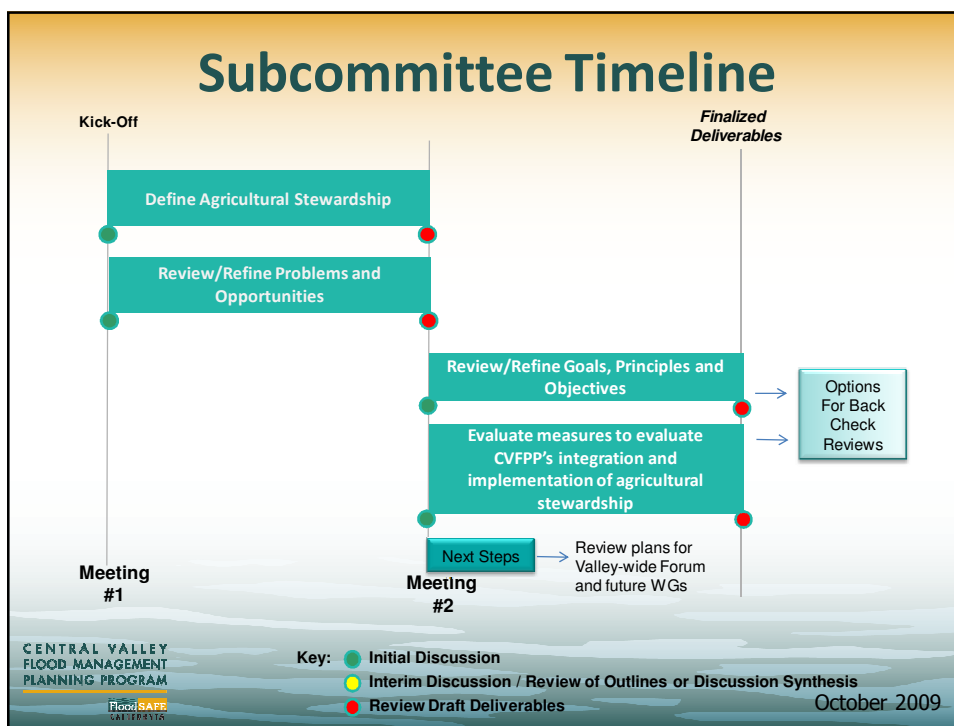 Subcommittee Timeline
Kick-Off
Finalized
Deliverables
Define Agricultural Stewardship
Review/Refine Problems and
Opportunities
Review/Refine Goals, Principles and
Objectives
Options
For Back
Check
Reviews
Evaluate measures to evaluate
CVFPP's integration and
implementation of agricultural
stewardship
Next Steps
Review plans for
Valley-wide Forum
and future WGs
Meeting
#1
Meeting
#2
CENTRAL VALLEY
FLOOD MANAGEMENT
PLANNING PROGRAM
FloodSAFE
CALIFORNIA
Key:
Initial Discussion
Interim Discussion / Review of Outlines or Discussion Synthesis
Review Draft Deliverables
October 2009